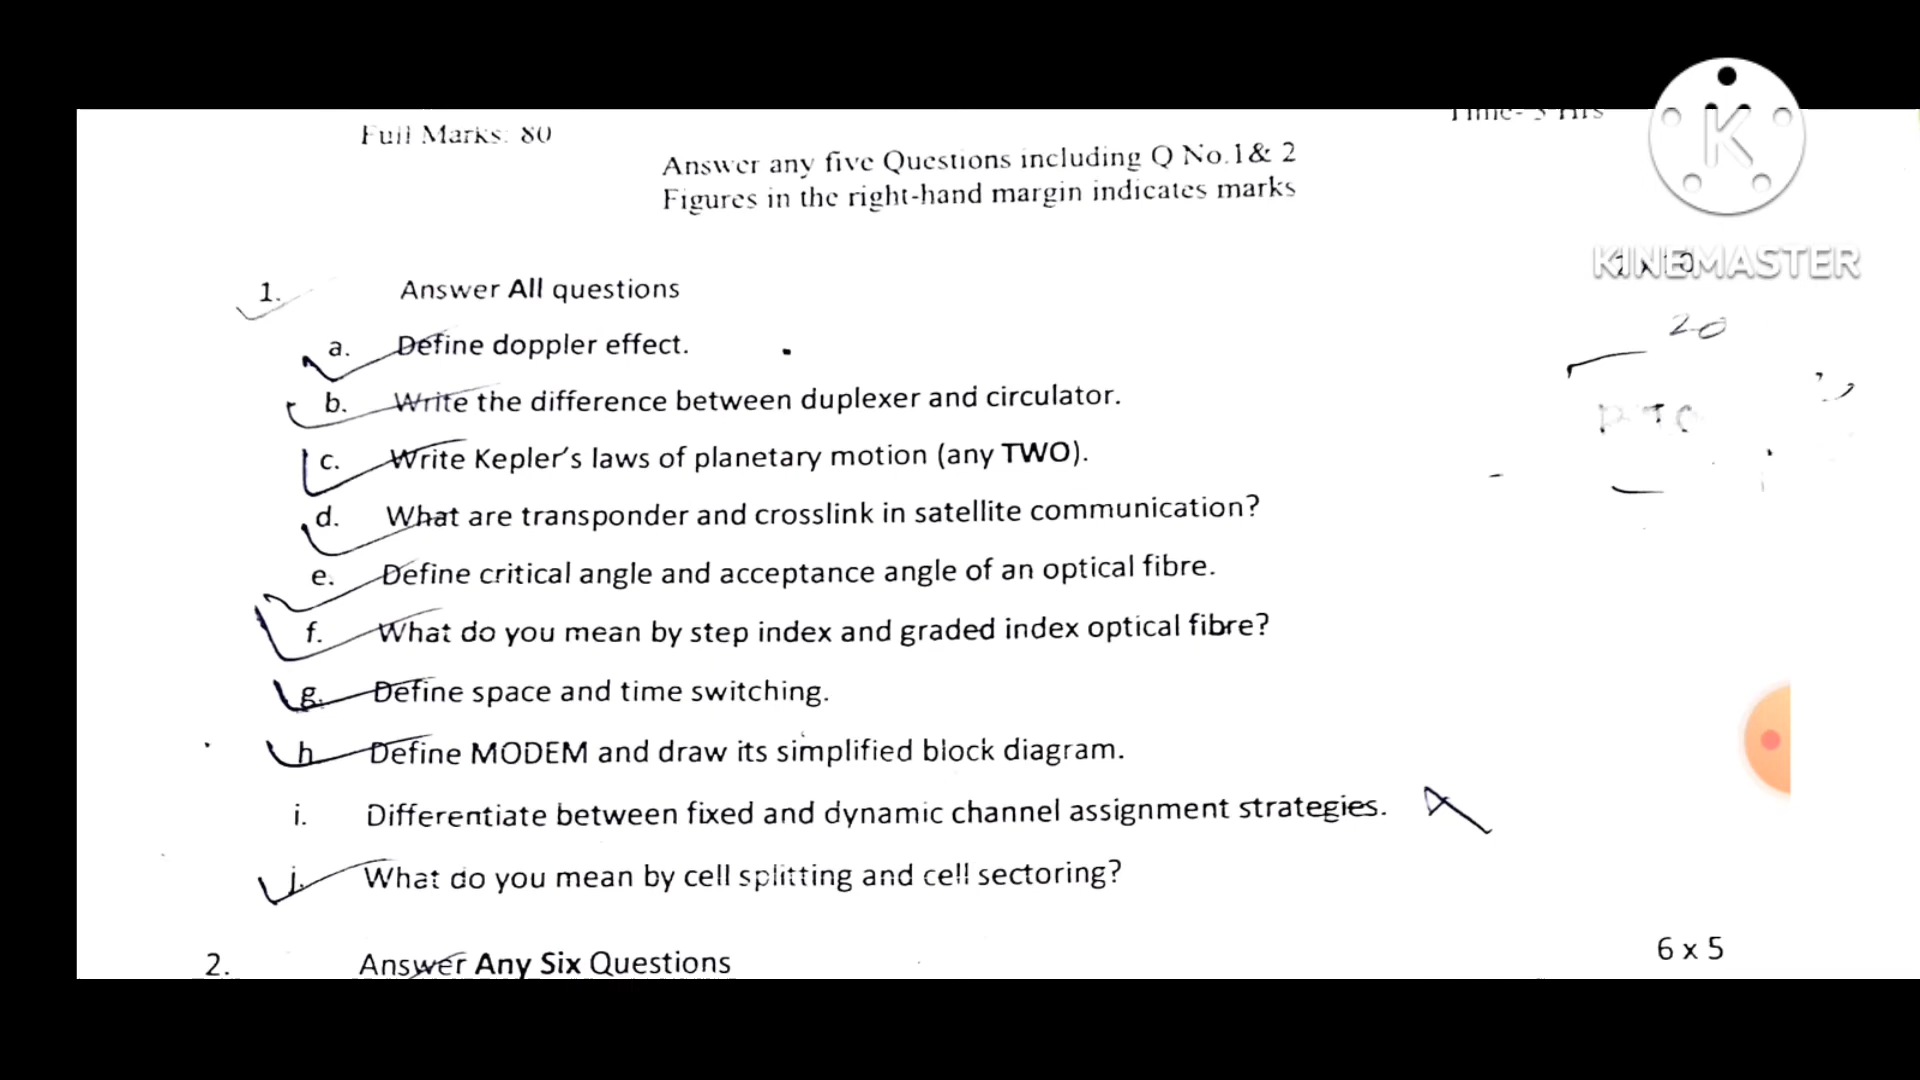 Full Marks: 80
Time- 3 Hrs
Answer any five Questions including Q No.1& 2
Figures in the right-hand margin indicates marks
K
KINEMASTER
1. Answer All questions
20
a. Define doppler effect.
b. Write the difference between duplexer and circulator.
c. Write Kepler's laws of planetary motion (any TWO).
d. What are transponder and crosslink in satellite communication?
e. Define critical angle and acceptance angle of an optical fibre.
f. What do you mean by step index and graded index optical fibre?
g. Define space and time switching.
h. Define MODEM and draw its simplified block diagram.
i. Differentiate between fixed and dynamic channel assignment strategies.
j. What do you mean by cell splitting and cell sectoring?
2. Answer Any Six Questions 6 x 5